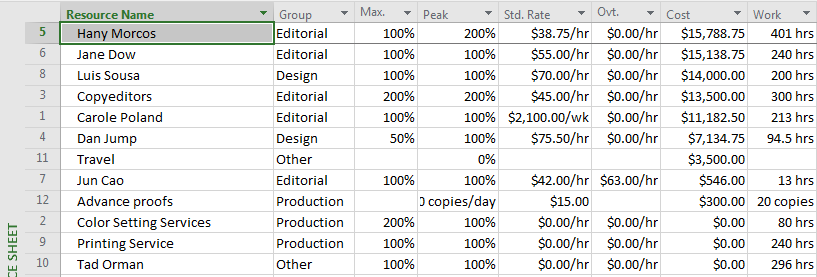 Resource Name Group Max. Peak Std. Rate Ovt. Cost Work
5 Hany Morcos Editorial 100% 200% $38.75/hr $0.00/hr $15,788.75 401 hrs
6 Jane Dow Editorial 100% 100% $55.00/hr $0.00/hr $15,138.75 240 hrs
8 Luis Sousa Design 100% 100% $70.00/hr $0.00/hr $14,000.00 200 hrs
3 Copyeditors Editorial 200% 200% $45.00/hr $0.00/hr $13,500.00 300 hrs
1 Carole Poland Editorial 100% 100% $2,100.00/wk $0.00/hr $11,182.50 213 hrs
4 Dan Jump Design 50% 100% $75.50/hr $0.00/hr $7,134.75 94.5 hrs
11 Travel Other 0% $3,500.00
7 Jun Cao Editorial 100% 100% $42.00/hr $63.00/hr $546.00 13 hrs
12 Advance proofs Production copies/day $15.00 $300.00 20 copies
2 Color Setting Services Production 200% 100% $0.00/hr $0.00/hr $0.00 80 hrs
9 Printing Service Production 100% 100% $0.00/hr $0.00/hr $0.00 240 hrs
10 Tad Orman Other 100% 100% $0.00/hr $0.00/hr $0.00 296 hrs
CE SHEET